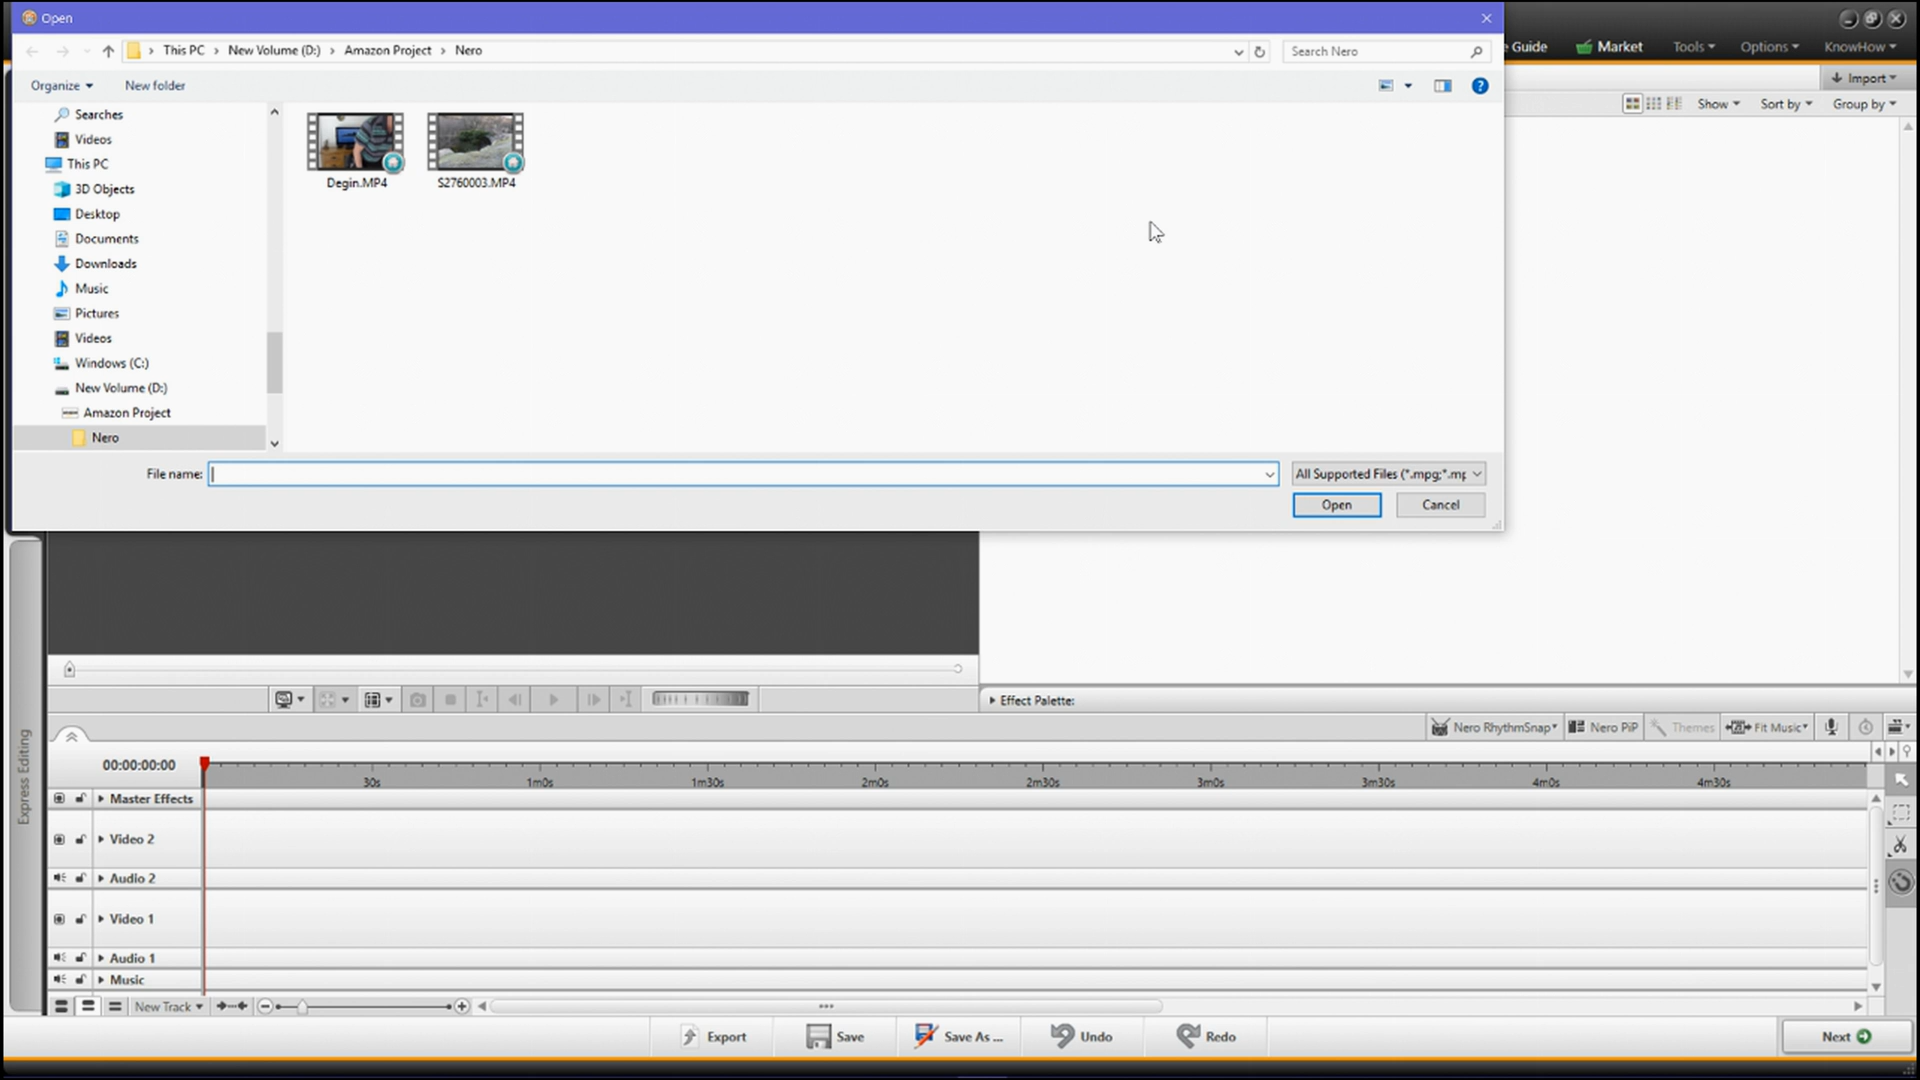 Open
This PC > New Volume (D:) > Amazon Project > Nero
Search Nero
Organize
New folder
Searches
Videos
This PC
3D Objects
Desktop
Documents
Downloads
Music
Pictures
Videos
Windows (C:)
New Volume (D:)
Amazon Project
Nero
Degin.MP4
S2760003.MP4
File name:
All Supported Files (*.mpg;*.mp
Open
Cancel
e Guide
Market
Tools
Options
KnowHow
Import
Show
Sort by
Group by
Effect Palette:
Express Editing
Nero RhythmSnap
Nero PiP
Themes
Fit Music
00:00:00:00
30s
1m0s
1m30s
2m0s
2m30s
3m0s
3m30s
4m0s
4m30s
Master Effects
Video 2
Audio 2
Video 1
Audio 1
Music
New Track
Export
Save
Save As ...
Undo
Redo
Next